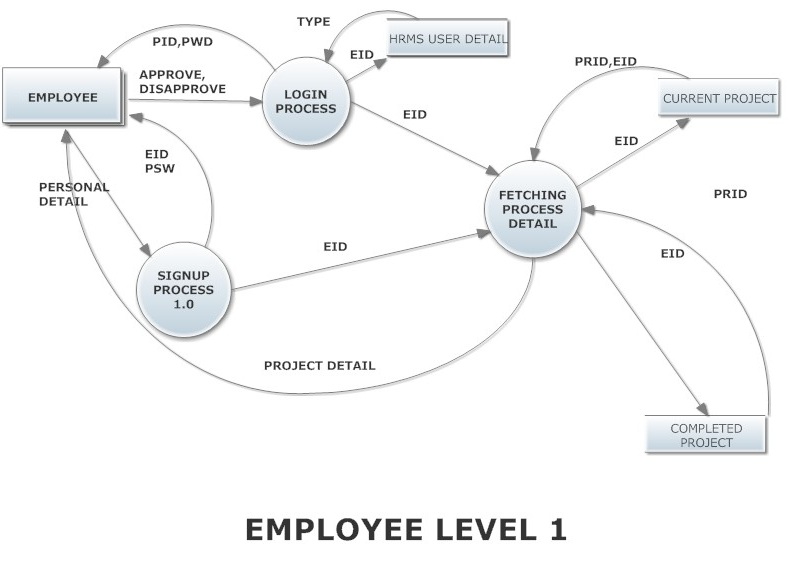 TYPE
PID,PWD
HRMS USER DETAIL
EID
PRID,EID
APPROVE,
DISAPPROVE
EMPLOYEE
LOGIN
PROCESS
CURRENT PROJECT
EID
EID
EID
PSW
PERSONAL
DETAIL
FETCHING
PROCESS
DETAIL
PRID
EID
EID
SIGNUP
PROCESS
1.0
PROJECT DETAIL
COMPLETED
PROJECT
EMPLOYEE LEVEL 1